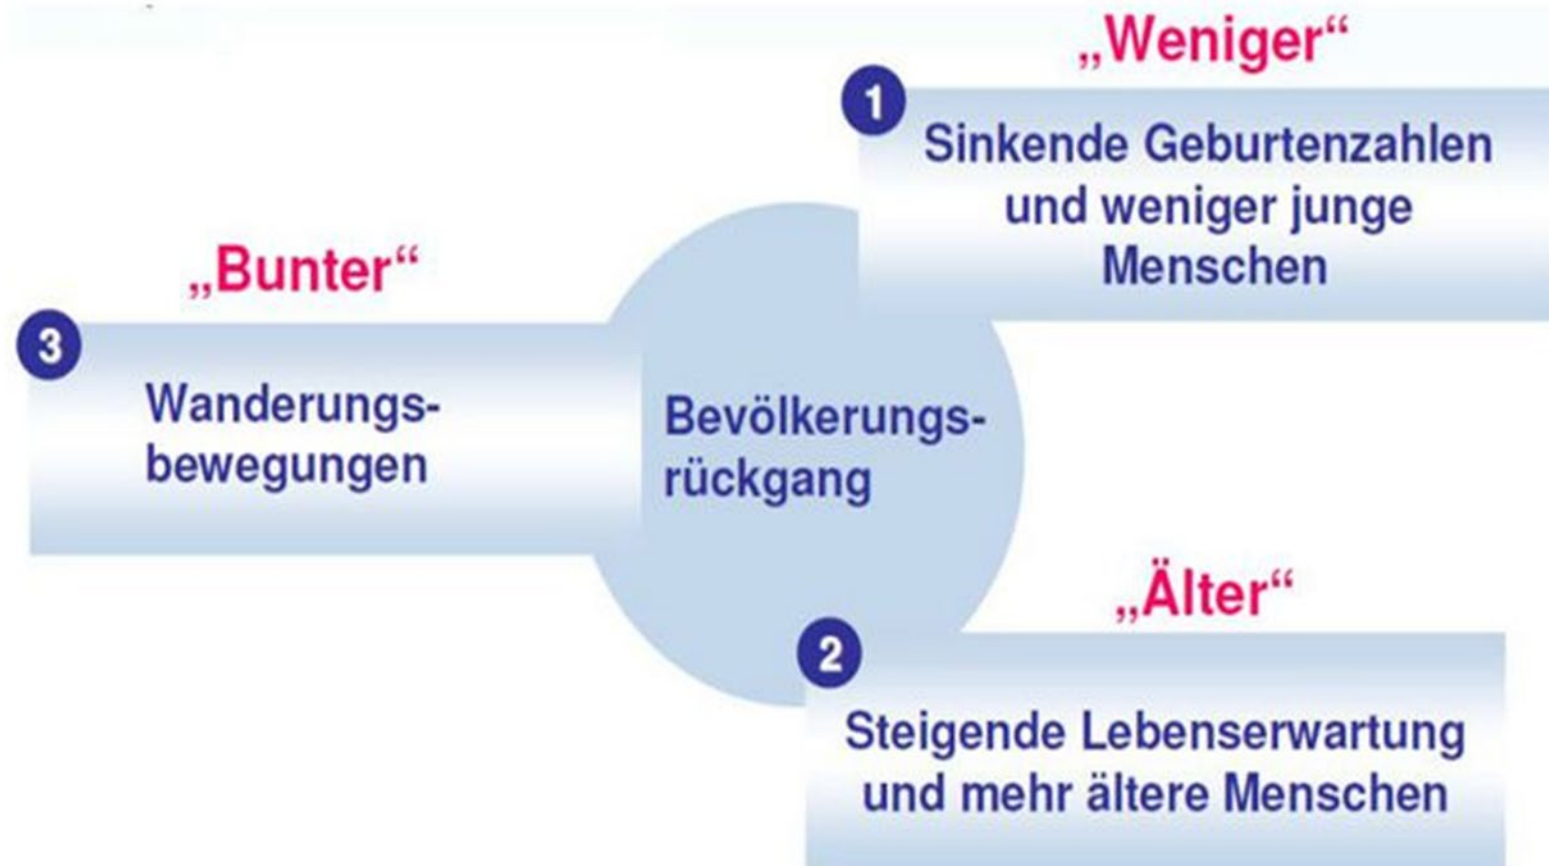 „Weniger“
1
Sinkende Geburtenzahlen
und weniger junge
Menschen
„Bunter“
3
Wanderungs-
bewegungen
Bevölkerungs-
rückgang
„Älter“
2
Steigende Lebenserwartung
und mehr ältere Menschen